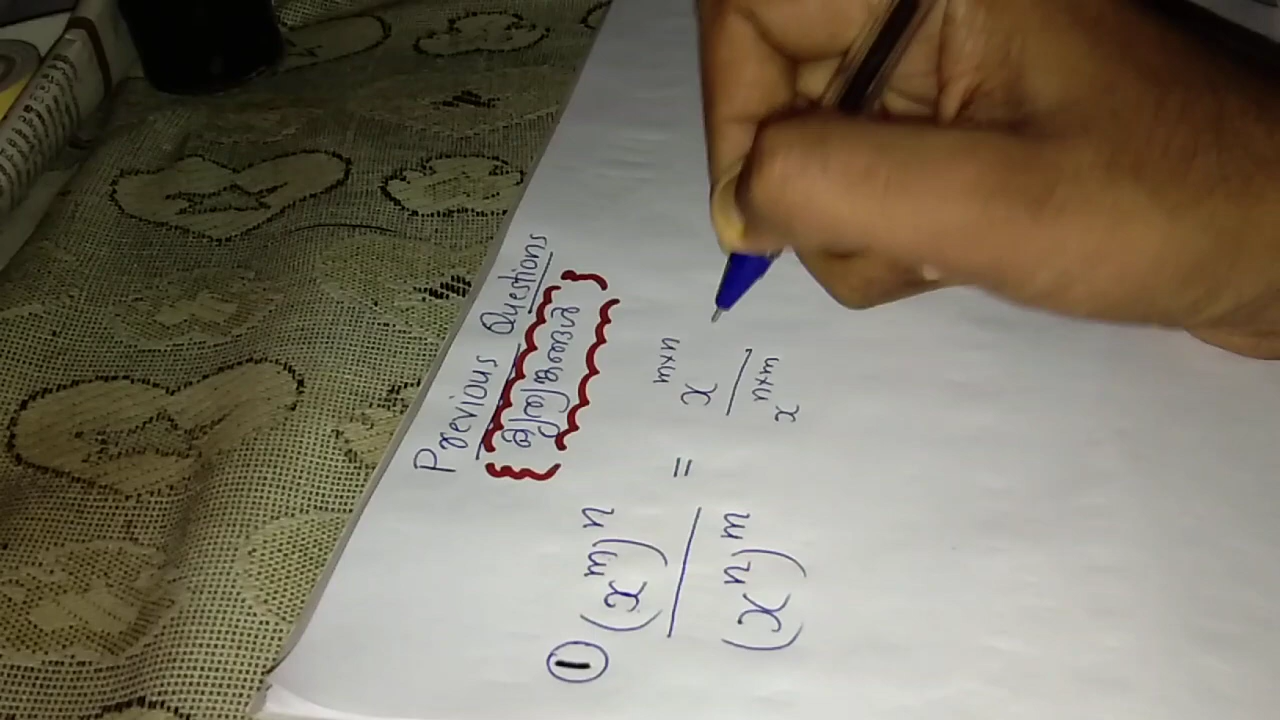 Previous Questions
① (x^m)^n / (x^n)^m = x^{m×n} / x^{n×m}